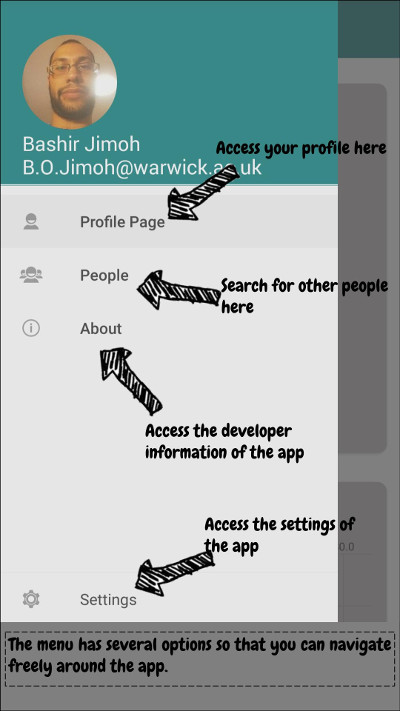 Bashir Jimoh
Access your profile here
B.O.Jimoh@warwick.ac.uk
Profile Page
People
Search for other people
here
About
Access the developer
information of the app
Access the settings of
the app
0.0
Settings
The menu has several options so that you can navigate
freely around the app.